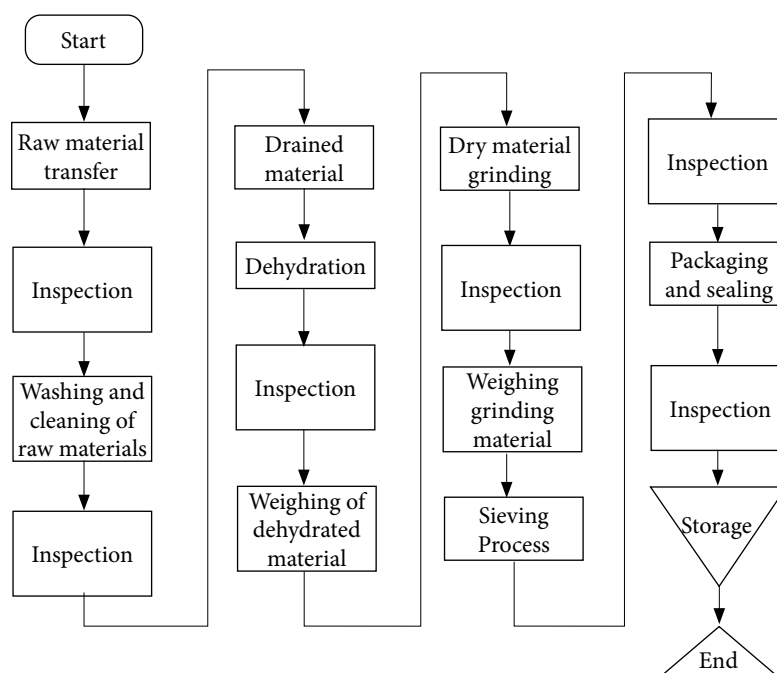 Start
Raw material
transfer
Inspection
Washing and
cleaning of
raw materials
Inspection
Drained
material
Dehydration
Inspection
Weighing of
dehydrated
material
Dry material
grinding
Inspection
Weighing
grinding
material
Sieving
Process
Inspection
Packaging
and sealing
Inspection
Storage
End